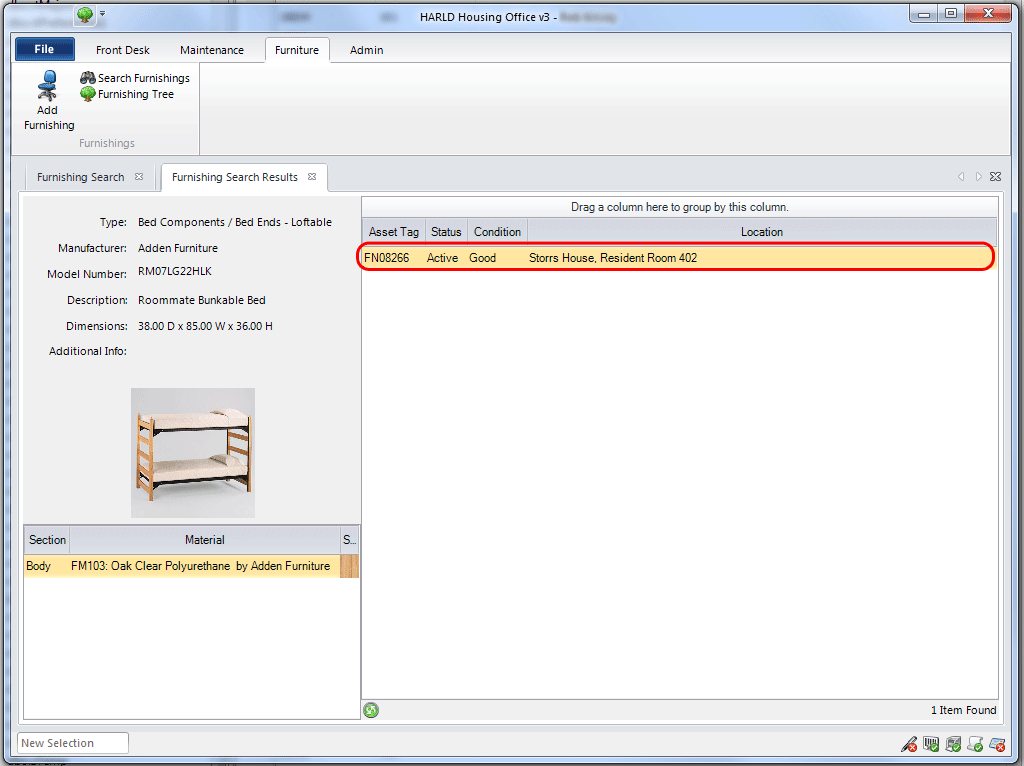 HARLD Housing Office v3 -
File Front Desk Maintenance Furniture Admin
Add Furnishing
Search Furnishings
Furnishing Tree
Furnishings
Furnishing Search Furnishing Search Results
Type: Bed Components / Bed Ends - Loftable
Manufacturer: Adden Furniture
Model Number: RM07LG22HLK
Description: Roommate Bunkable Bed
Dimensions: 38.00 D x 85.00 W x 36.00 H
Additional Info:
Section Material S...
Body FM103: Oak Clear Polyurethane by Adden Furniture
Drag a column here to group by this column.
Asset Tag Status Condition Location
FN08266 Active Good Storrs House, Resident Room 402
1 Item Found
New Selection